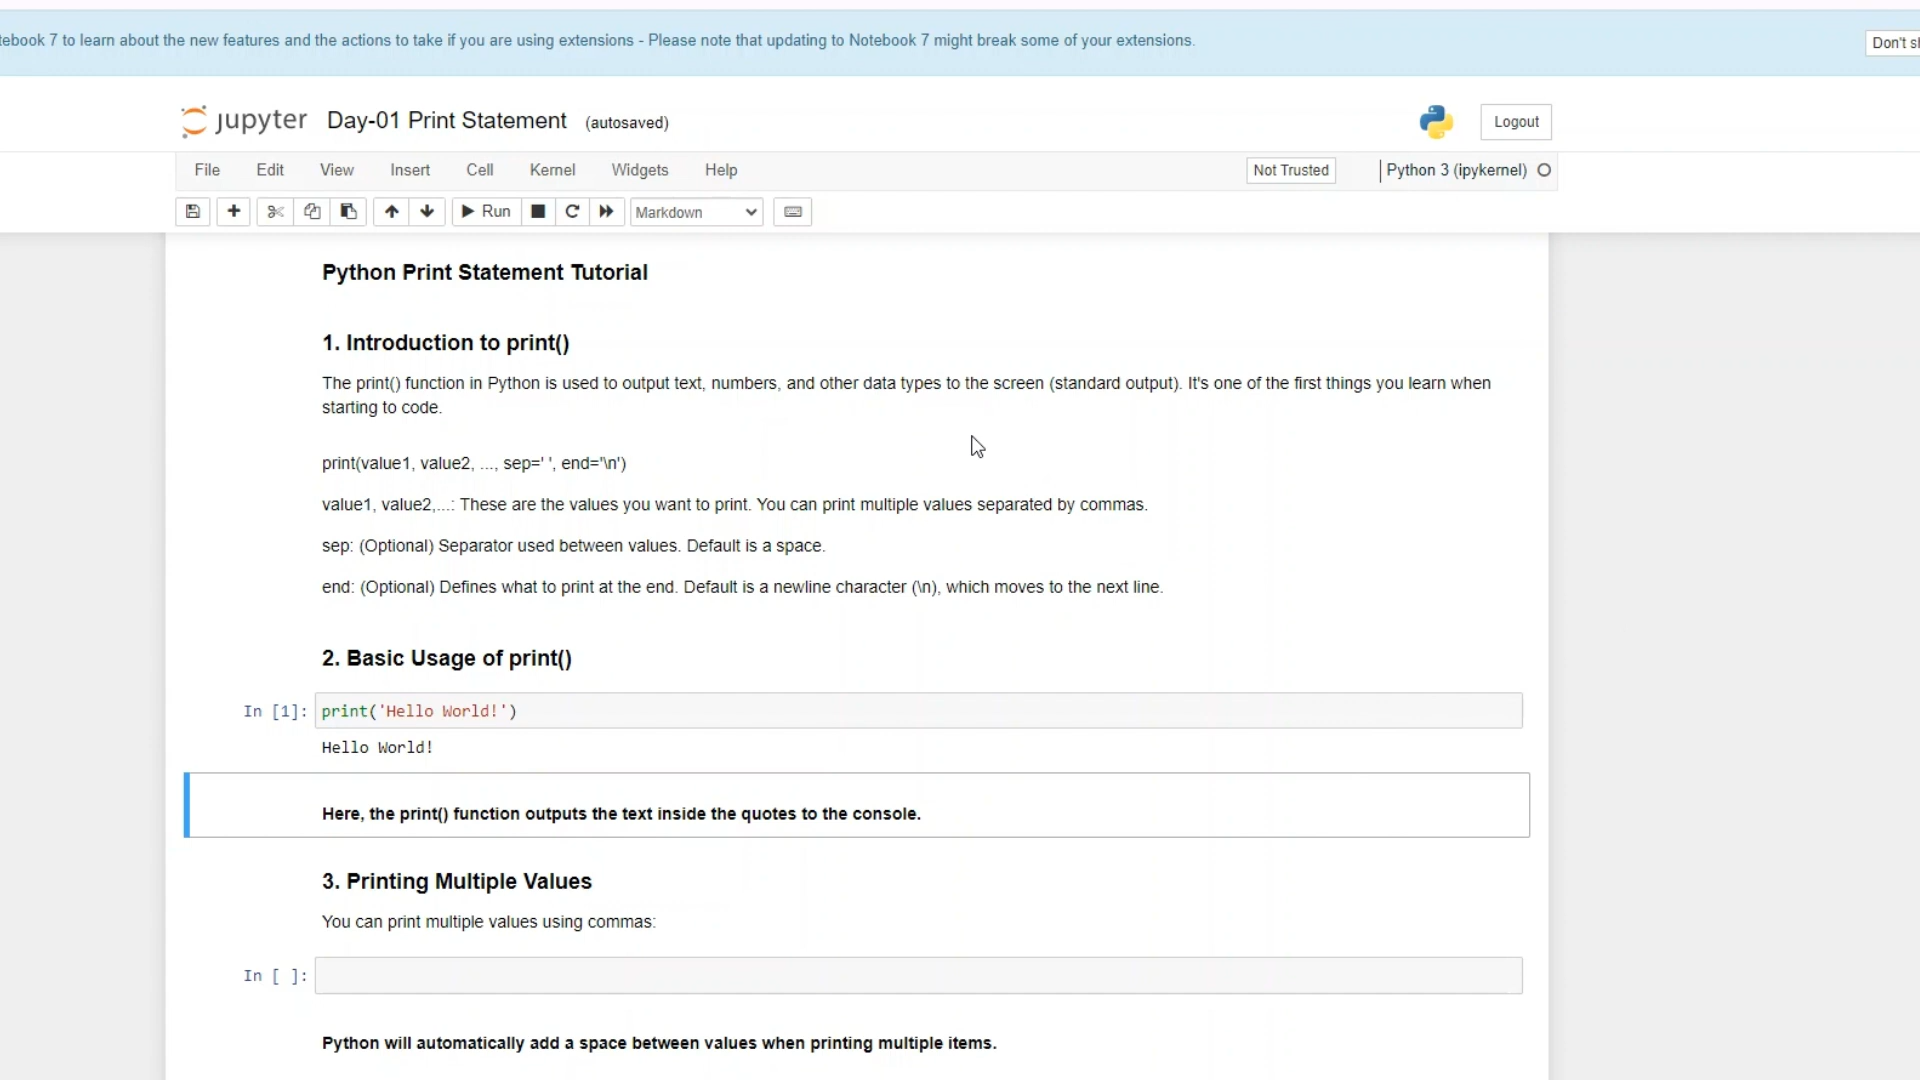 tebook 7 to learn about the new features and the actions to take if you are using extensions - Please note that updating to Notebook 7 might break some of your extensions.
Don't s
jupyter Day-01 Print Statement (autosaved)
Logout
File Edit View Insert Cell Kernel Widgets Help
Not Trusted
Python 3 (ipykernel)
Run
Markdown
Python Print Statement Tutorial
1. Introduction to print()
The print() function in Python is used to output text, numbers, and other data types to the screen (standard output). It's one of the first things you learn when
starting to code.
print(value1, value2, ..., sep=' ', end='\n')
value1, value2,...: These are the values you want to print. You can print multiple values separated by commas.
sep: (Optional) Separator used between values. Default is a space.
end: (Optional) Defines what to print at the end. Default is a newline character (\n), which moves to the next line.
2. Basic Usage of print()
In [1]: print('Hello World!')
Hello World!
Here, the print() function outputs the text inside the quotes to the console.
3. Printing Multiple Values
You can print multiple values using commas:
In [ ]:
Python will automatically add a space between values when printing multiple items.